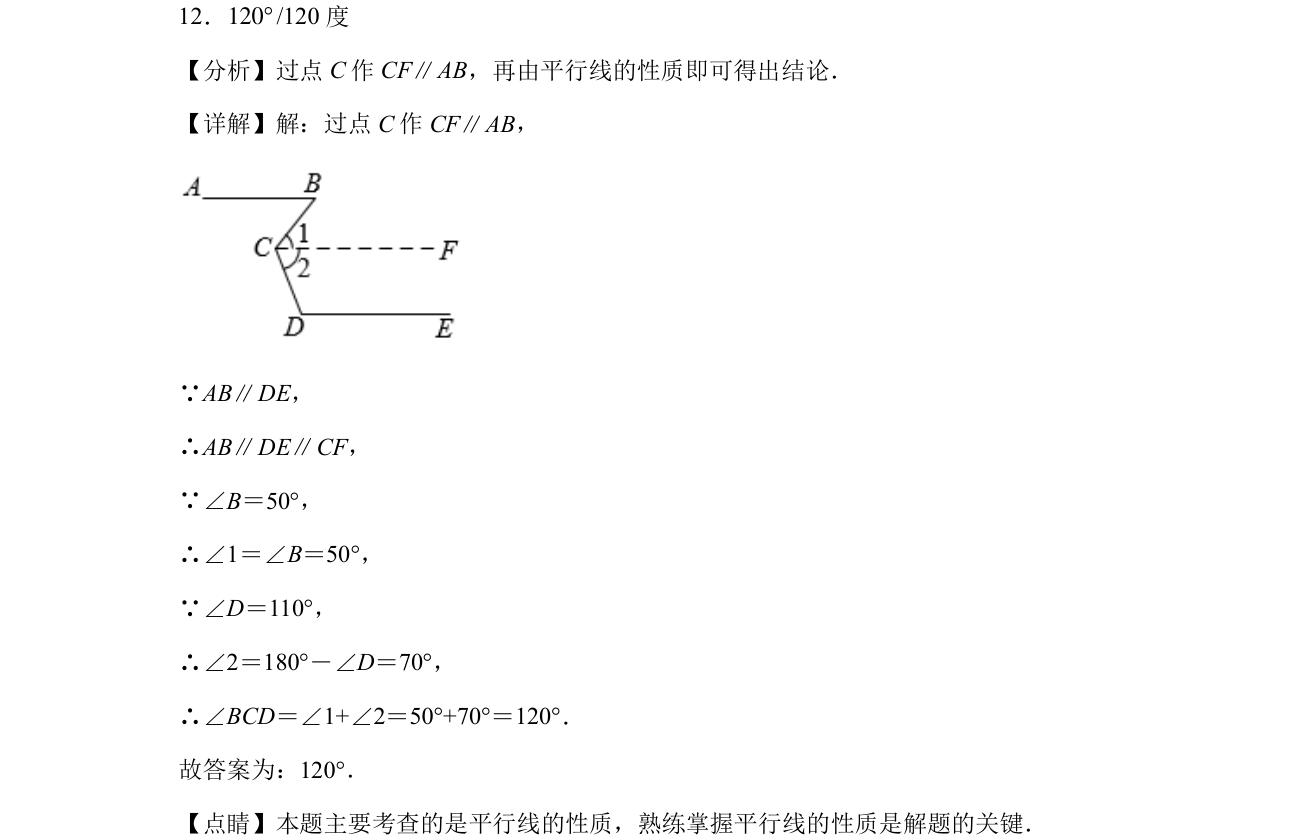 12．120°/120 度
【分析】过点 C 作 CF∥AB，再由平行线的性质即可得出结论．
【详解】解：过点 C 作 CF∥AB，
A B
C 1 F
2
D E
∵AB∥DE，
∴AB∥DE∥CF，
∵∠B＝50°，
∴∠1＝∠B＝50°，
∵∠D＝110°，
∴∠2＝180°－∠D＝70°，
∴∠BCD＝∠1+∠2＝50°+70°＝120°．
故答案为：120°．
【点睛】本题主要考查的是平行线的性质，熟练掌握平行线的性质是解题的关键．